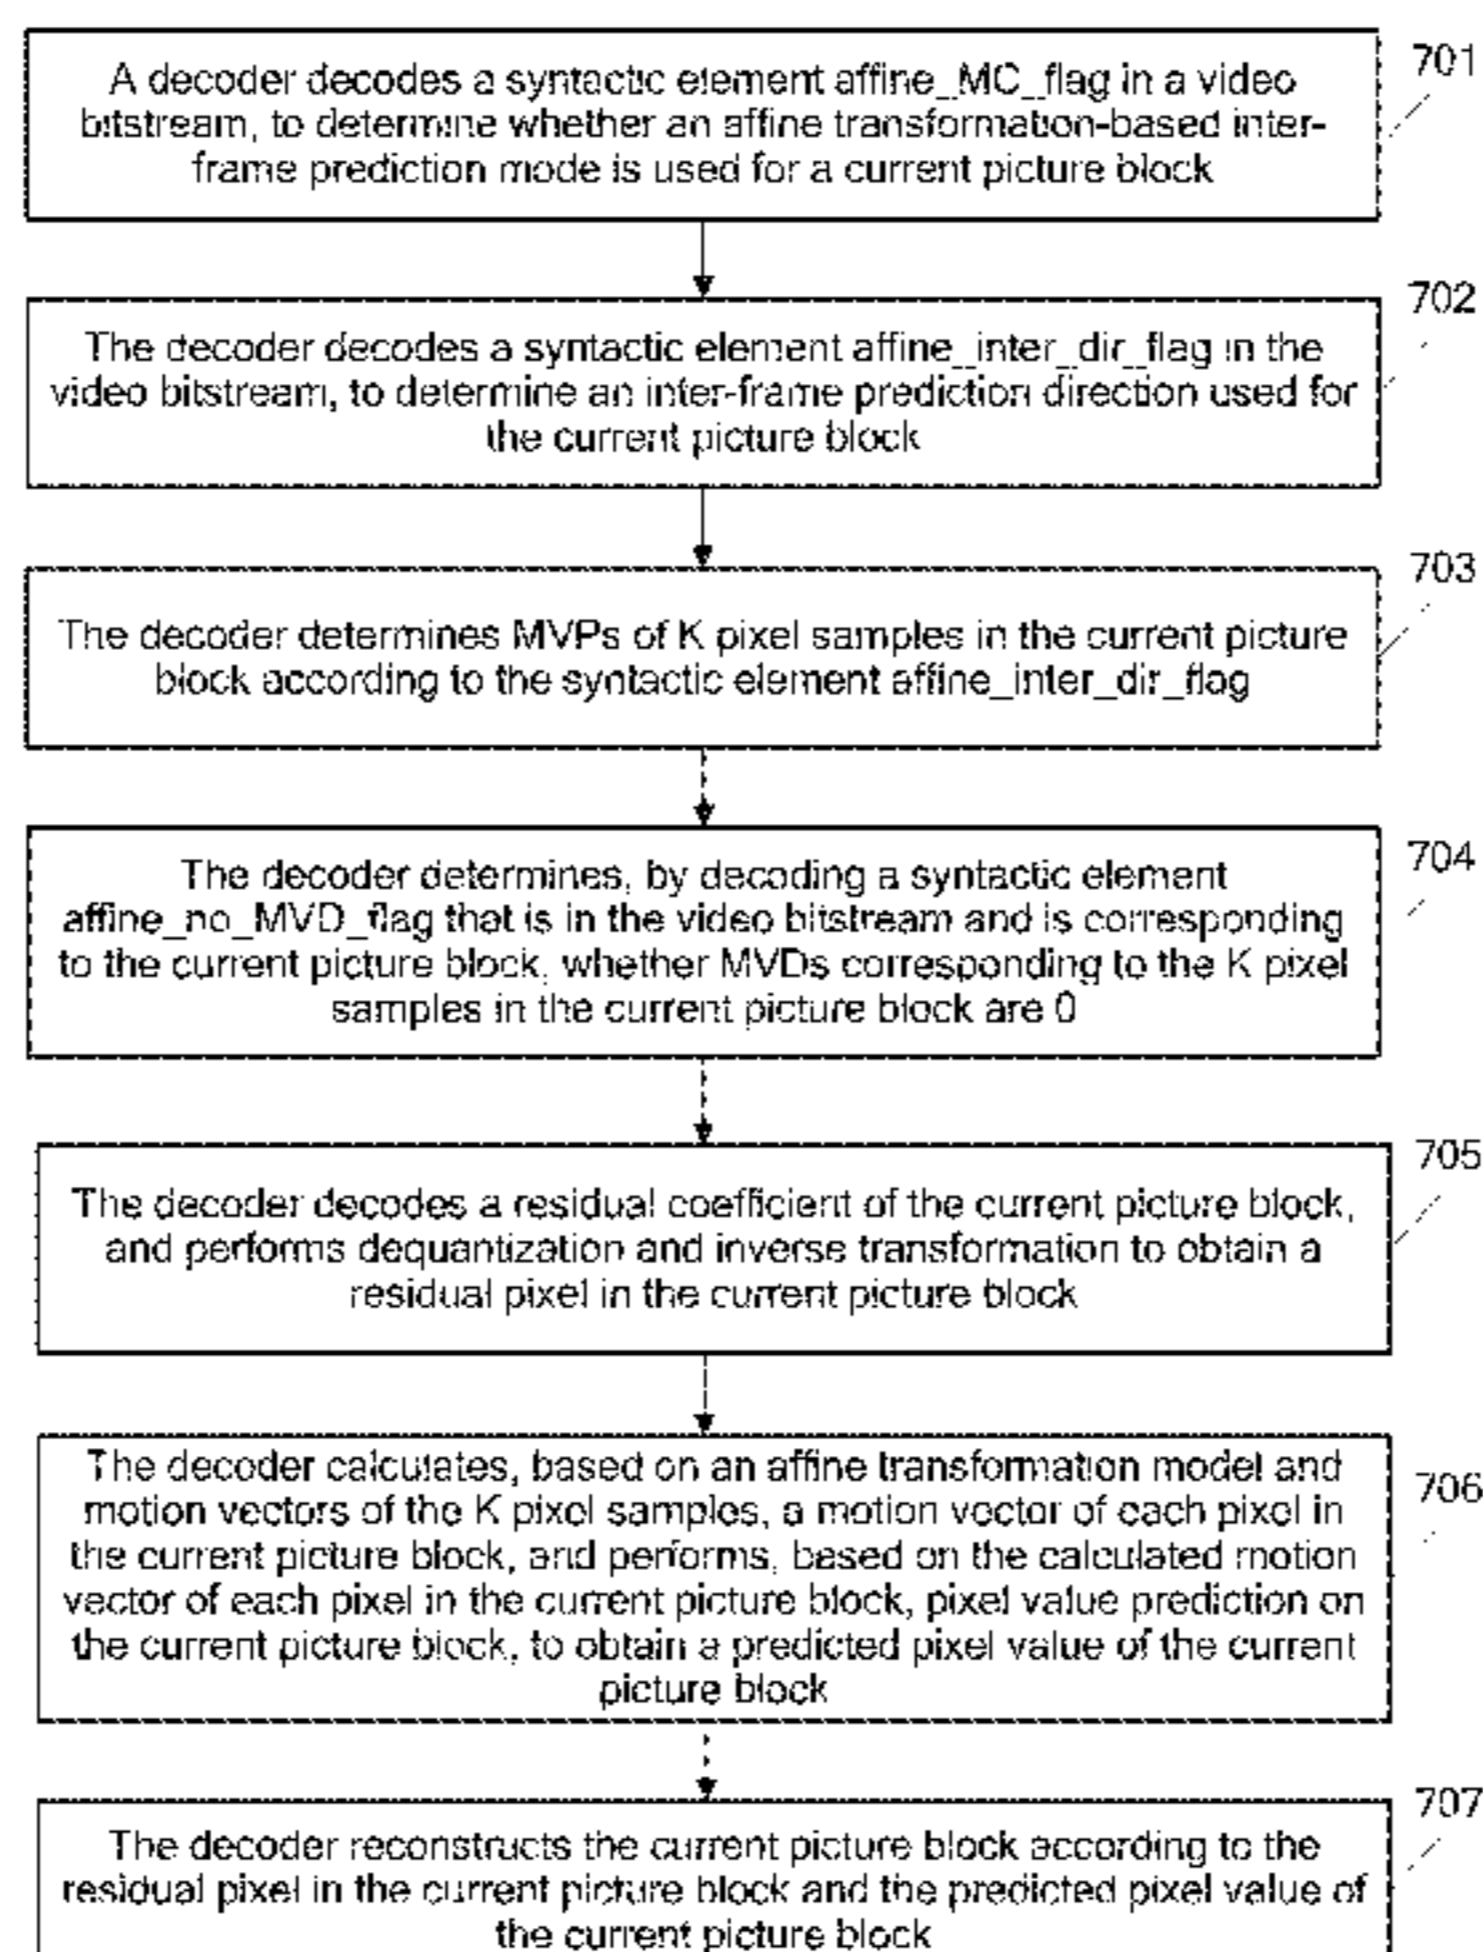 701
A decoder decodes a syntactic element affine_MC_flag in a video
bitstream, to determine whether an affine transformation-based inter-
frame prediction mode is used for a current picture block
702
The decoder decodes a syntactic element affine_inter_dir_flag in the
video bitstream, to determine an inter-frame prediction direction used for
the current picture block
703
The decoder determines MVPs of K pixel samples in the current picture
block according to the syntactic element affine_inter_dir_flag
704
The decoder determines, by decoding a syntactic element
affine_no_MVD_flag that is in the video bitstream and is corresponding
to the current picture block, whether MVDs corresponding to the K pixel
samples in the current picture block are 0
705
The decoder decodes a residual coefficient of the current picture block,
and performs dequantization and inverse transformation to obtain a
residual pixel in the current picture block
706
The decoder calculates, based on an affine transformation model and
motion vectors of the K pixel samples, a motion vector of each pixel in
the current picture block, and performs, based on the calculated motion
vector of each pixel in the current picture block, pixel value prediction on
the current picture block, to obtain a predicted pixel value of the current
picture block
707
The decoder reconstructs the current picture block according to the
residual pixel in the current picture block and the predicted pixel value of
the current picture block